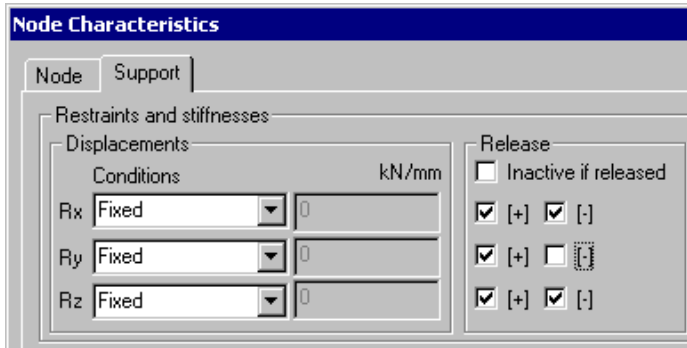 Node Characteristics
Node Support
Restraints and stiffnesses
Displacements Release
Conditions kN/mm Inactive if released
Rx Fixed 0 [+] [-]
Ry Fixed 0 [+] [-]
Rz Fixed 0 [+] [-]